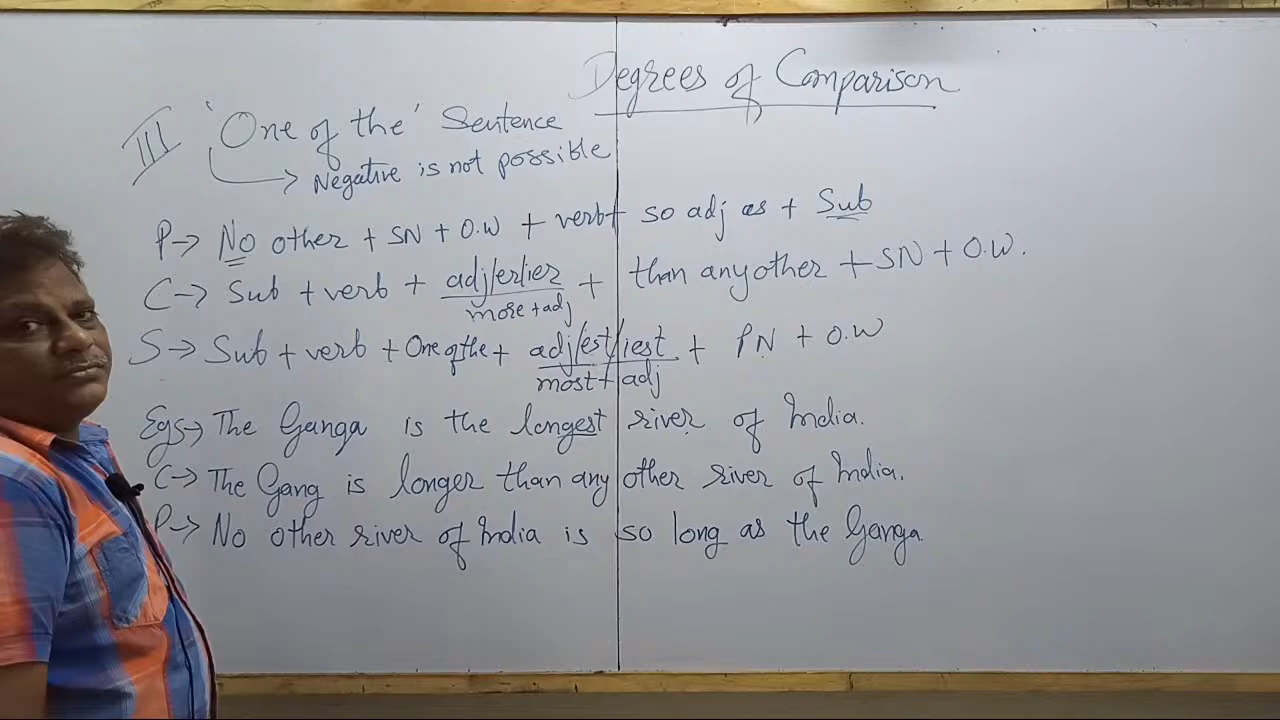 Degrees of Comparison
III 'One of the' Sentence
→ Negative is not possible
P→ No other + SN + O.W + verb+ so adj as + Sub
C→ Sub + verb + adj/er/ier + than any other + SN + O.W.
more + adj
S→ Sub + verb + One of the + adj/est/iest + PN + O.W
most + adj
Egs→ The Ganga is the longest river of India.
C→ The Gang is longer than any other river of India.
P→ No other river of India is so long as the Ganga.